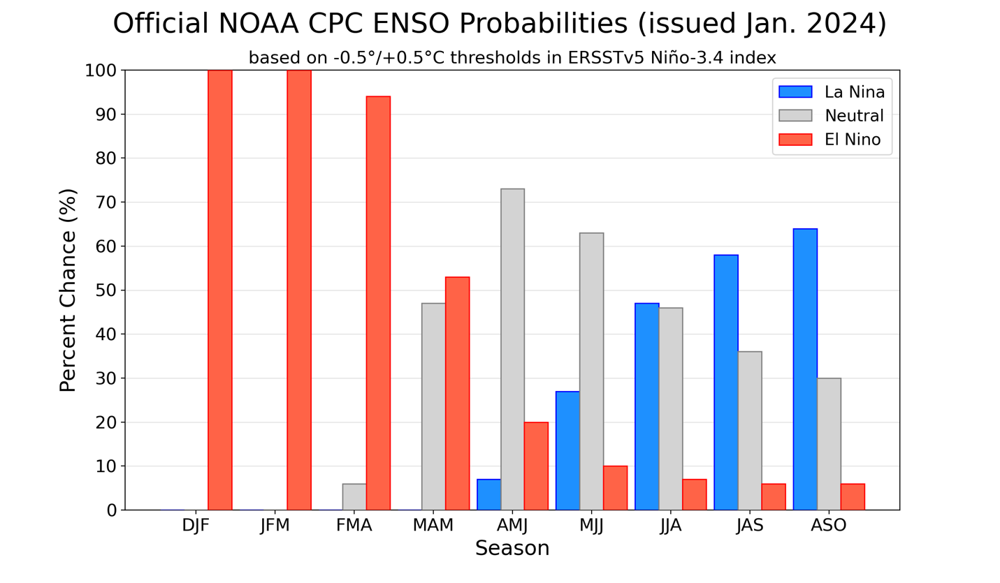 Official NOAA CPC ENSO Probabilities (issued Jan. 2024)
based on -0.5°/+0.5°C thresholds in ERSSTv5 Niño-3.4 index
100
90
80
70
60
50
40
30
20
10
0
Percent Chance (%)
La Nina
Neutral
El Nino
DJF JFM FMA MAM AMJ MJJ JJA JAS ASO
Season